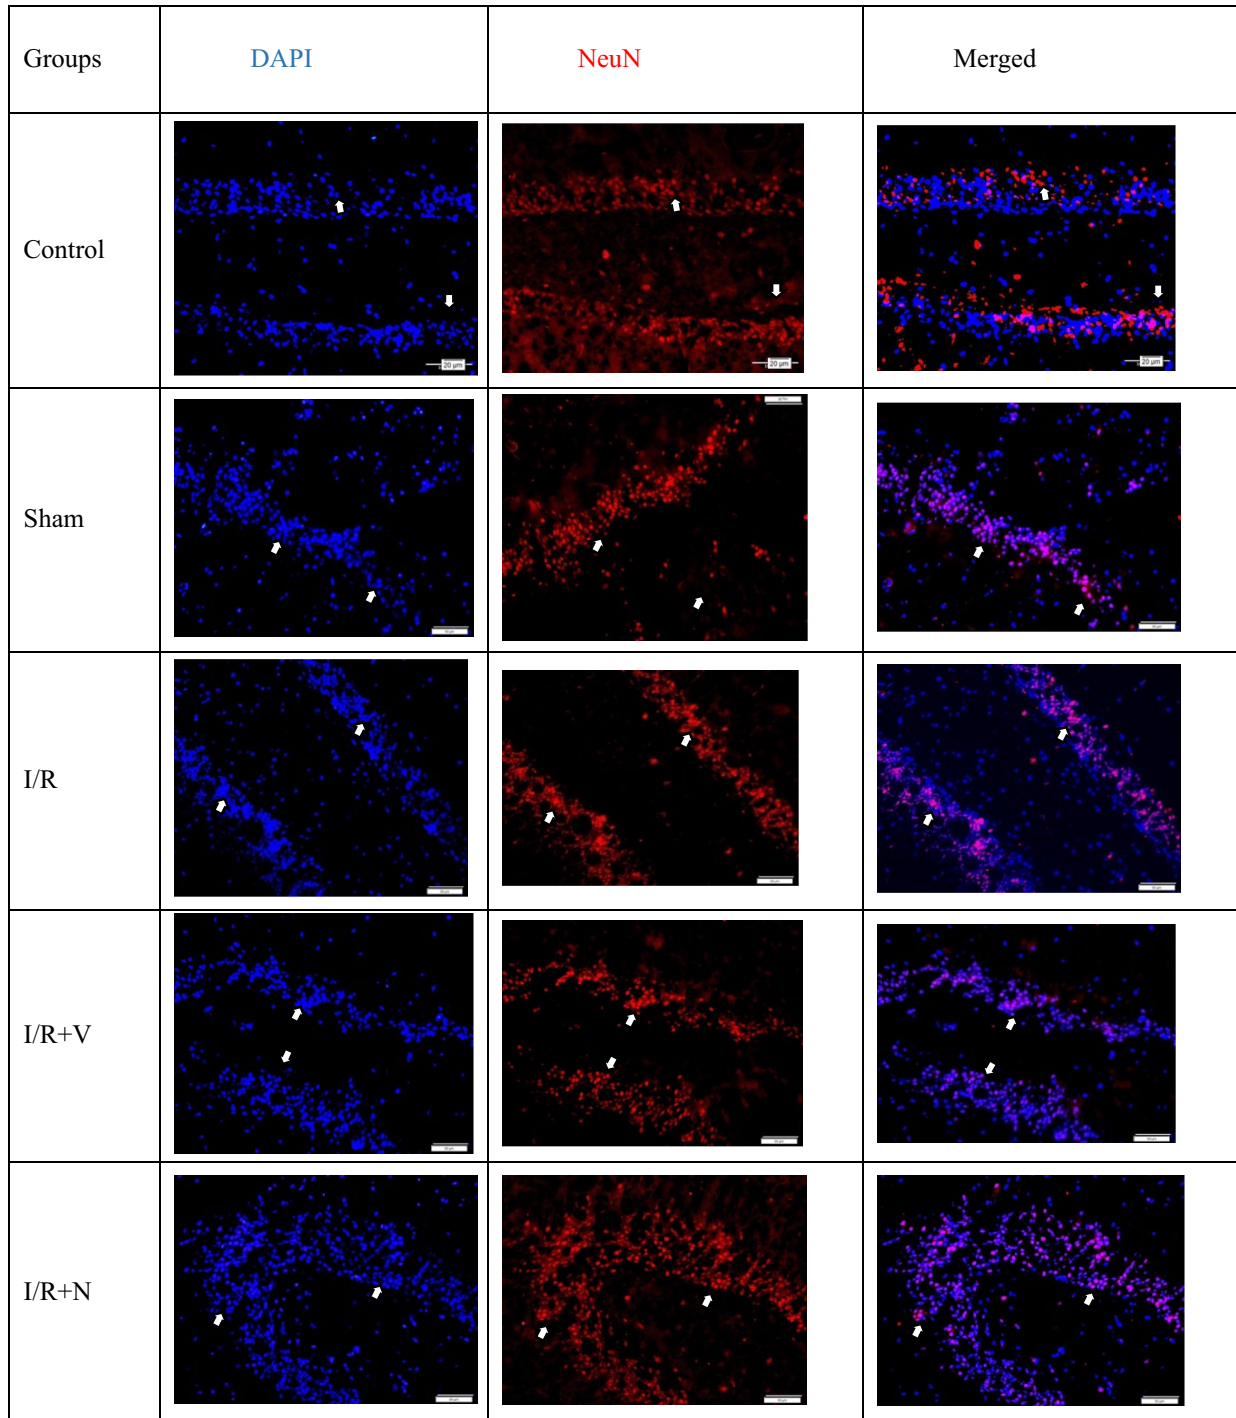 Groups DAPI NeuN Merged
Control
20 µm 20 µm 20 µm
Sham
I/R
I/R+V
I/R+N